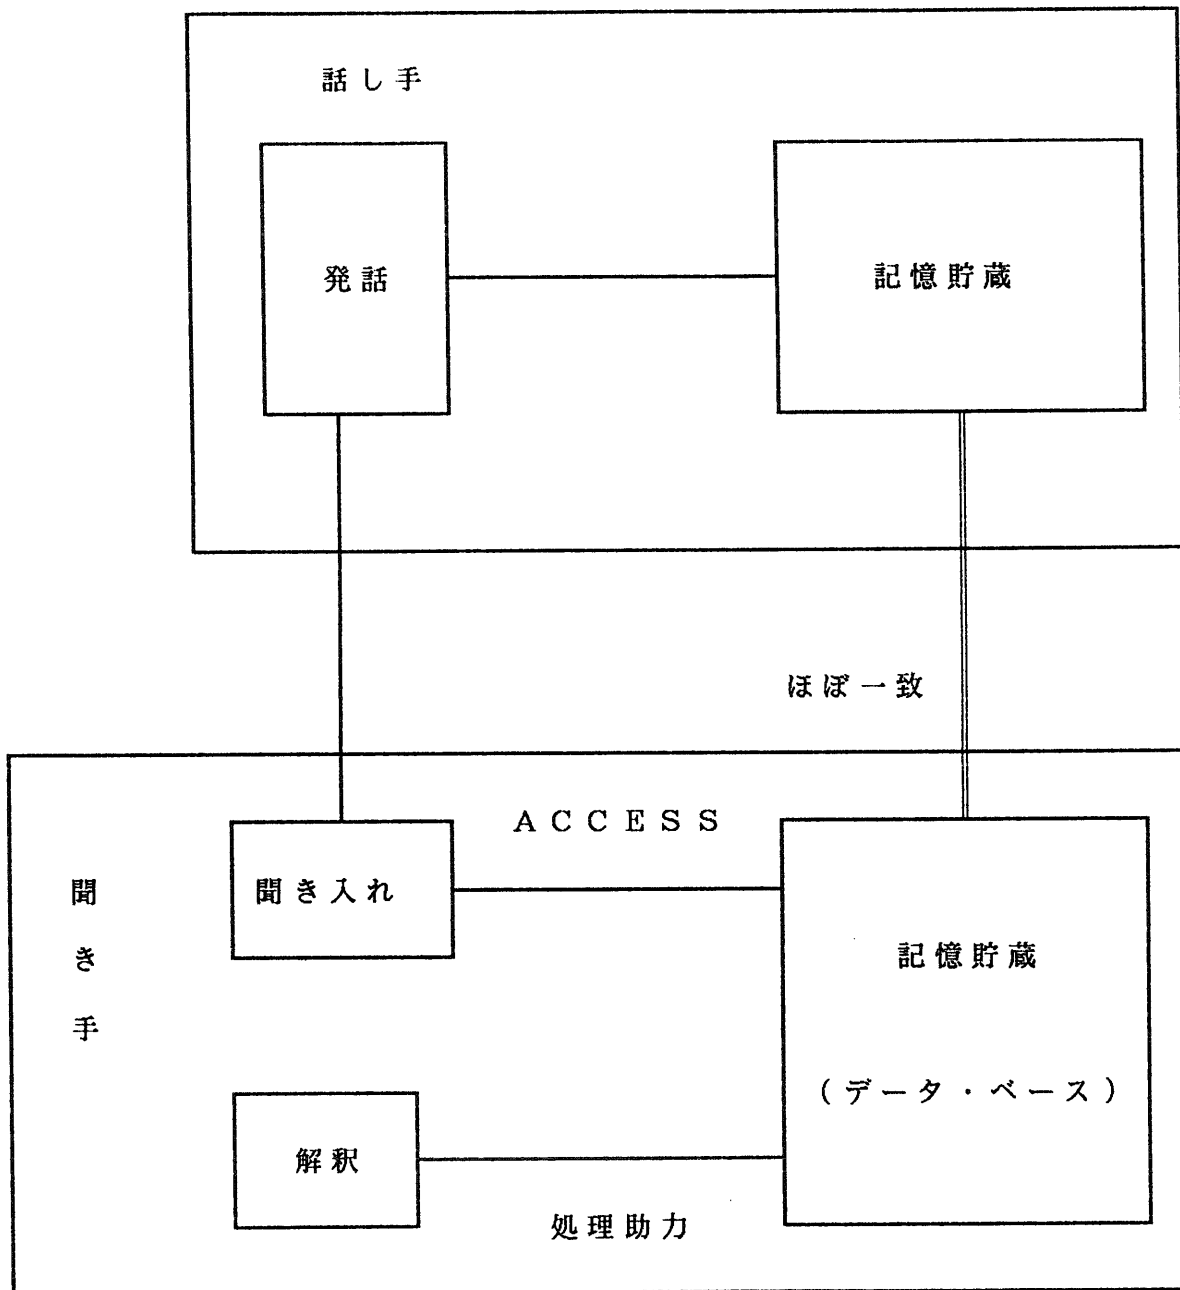 話し手
発話
記憶貯蔵
ほぼ一致
ACCESS
聞き手
聞き入れ
記憶貯蔵
(データ・ベース)
解釈
処理助力